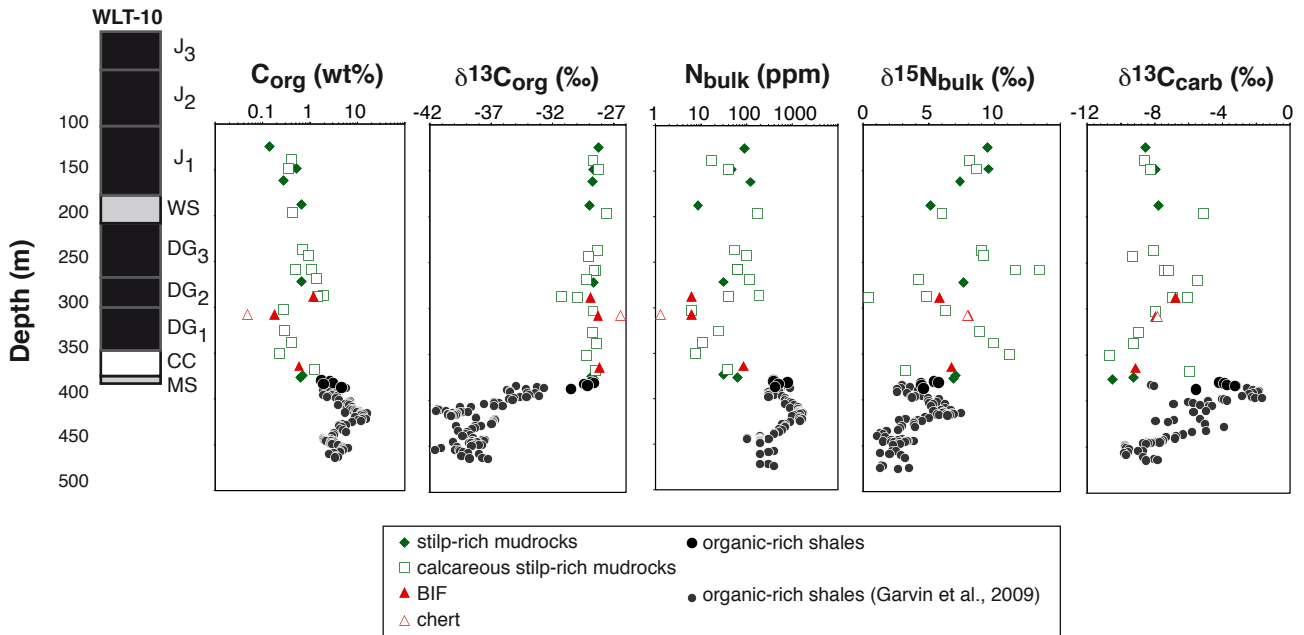 WLT-10
J3
J2
J1
WS
DG3
DG2
DG1
CC
MS
Depth (m)
100
150
200
250
300
350
400
450
500
Corg (wt%)
0.1 1 10
δ13Corg (‰)
-42 -37 -32 -27
Nbulk (ppm)
1 10 100 1000
δ15Nbulk (‰)
0 5 10
δ13Ccarb (‰)
-12 -8 -4 0
stilp-rich mudrocks
calcareous stilp-rich mudrocks
BIF
chert
organic-rich shales
organic-rich shales (Garvin et al., 2009)